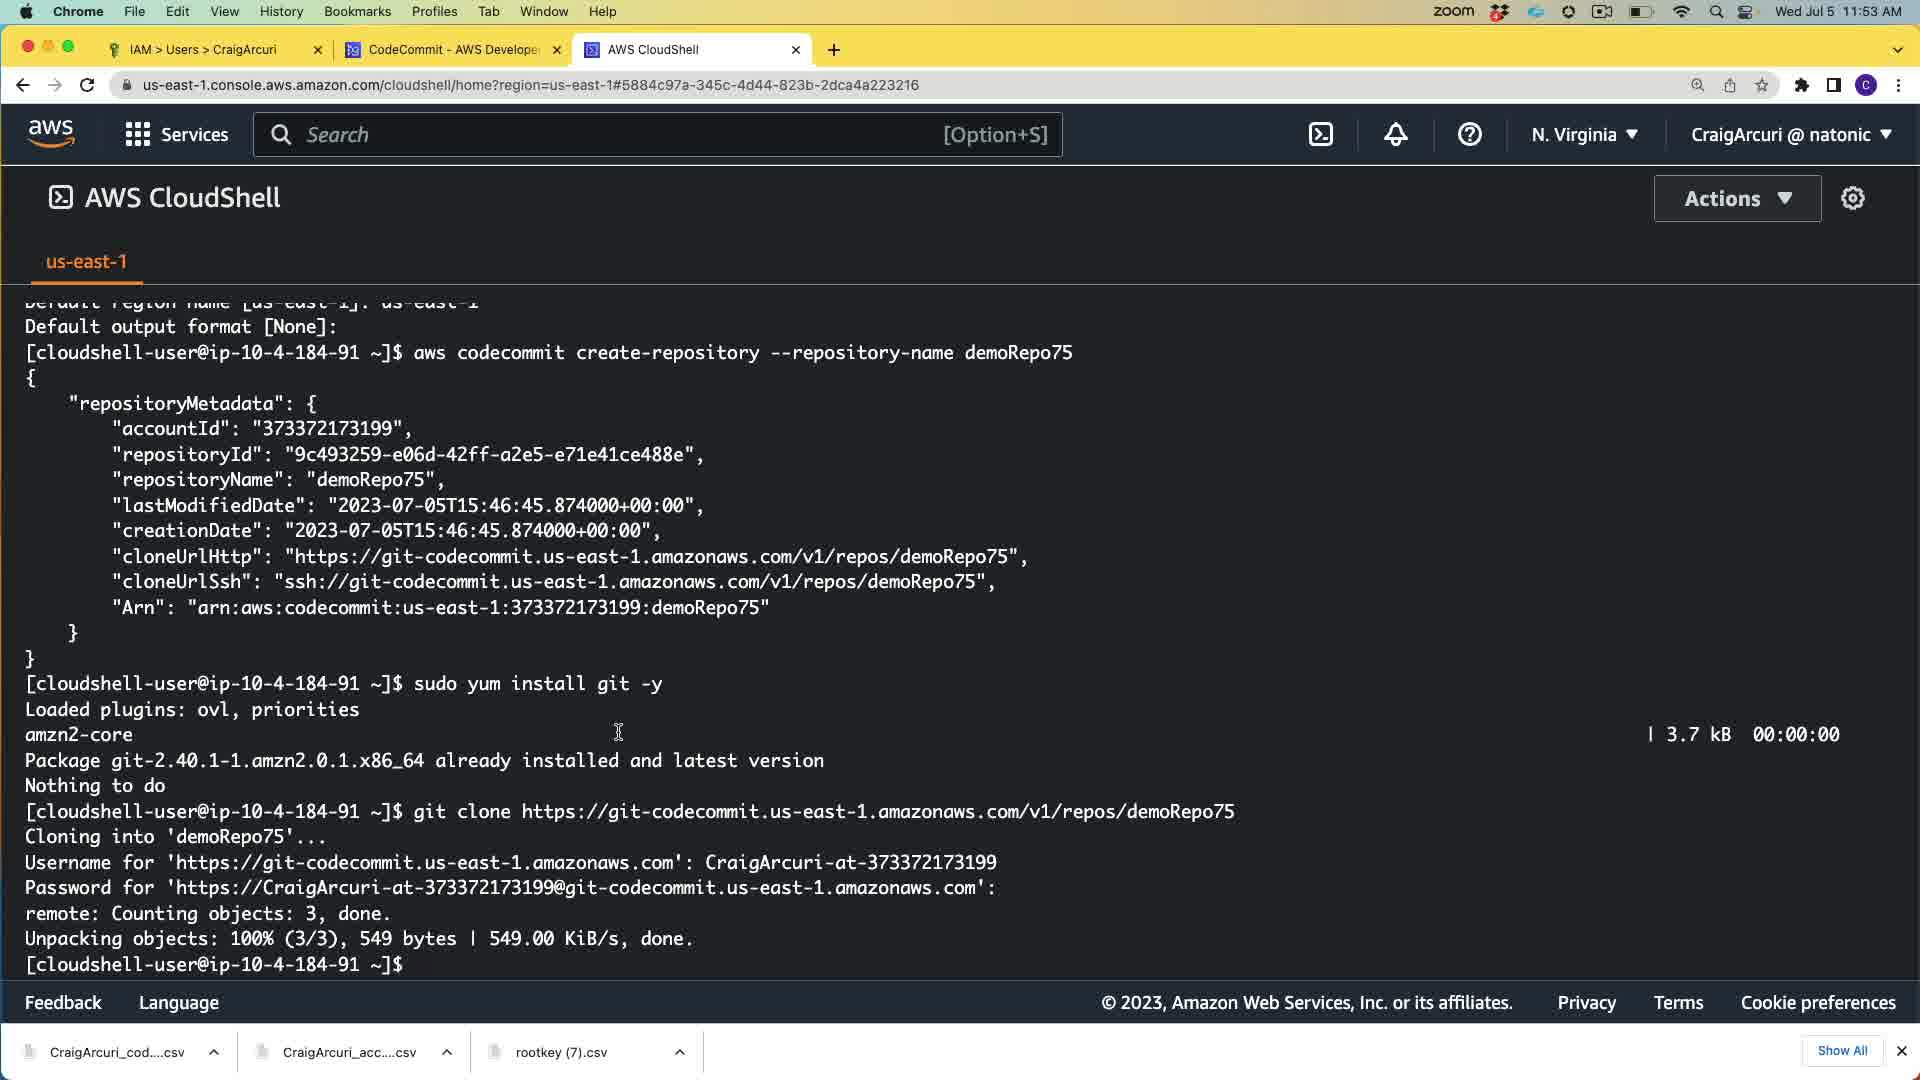 Chrome File Edit View History Bookmarks Profiles Tab Window Help zoom Wed Jul 5 11:53 AM
IAM > Users > CraigArcuri CodeCommit - AWS Develope AWS CloudShell
us-east-1.console.aws.amazon.com/cloudshell/home?region=us-east-1#5884c97a-345c-4d44-823b-2dca4a223216 C
aws Services Search [Option+S] N. Virginia CraigArcuri @ natonic
AWS CloudShell Actions
us-east-1
Default region name [us-east-1]: us-east-1
Default output format [None]:
[cloudshell-user@ip-10-4-184-91 ~]$ aws codecommit create-repository --repository-name demoRepo75
{
    "repositoryMetadata": {
        "accountId": "373372173199",
        "repositoryId": "9c493259-e06d-42ff-a2e5-e71e41ce488e",
        "repositoryName": "demoRepo75",
        "lastModifiedDate": "2023-07-05T15:46:45.874000+00:00",
        "creationDate": "2023-07-05T15:46:45.874000+00:00",
        "cloneUrlHttp": "https://git-codecommit.us-east-1.amazonaws.com/v1/repos/demoRepo75",
        "cloneUrlSsh": "ssh://git-codecommit.us-east-1.amazonaws.com/v1/repos/demoRepo75",
        "Arn": "arn:aws:codecommit:us-east-1:373372173199:demoRepo75"
    }
}
[cloudshell-user@ip-10-4-184-91 ~]$ sudo yum install git -y
Loaded plugins: ovl, priorities
amzn2-core | 3.7 kB 00:00:00
Package git-2.40.1-1.amzn2.0.1.x86_64 already installed and latest version
Nothing to do
[cloudshell-user@ip-10-4-184-91 ~]$ git clone https://git-codecommit.us-east-1.amazonaws.com/v1/repos/demoRepo75
Cloning into 'demoRepo75'...
Username for 'https://git-codecommit.us-east-1.amazonaws.com': CraigArcuri-at-373372173199
Password for 'https://CraigArcuri-at-373372173199@git-codecommit.us-east-1.amazonaws.com':
remote: Counting objects: 3, done.
Unpacking objects: 100% (3/3), 549 bytes | 549.00 KiB/s, done.
[cloudshell-user@ip-10-4-184-91 ~]$
Feedback Language © 2023, Amazon Web Services, Inc. or its affiliates. Privacy Terms Cookie preferences
CraigArcuri_cod....csv CraigArcuri_acc....csv rootkey (7).csv Show All